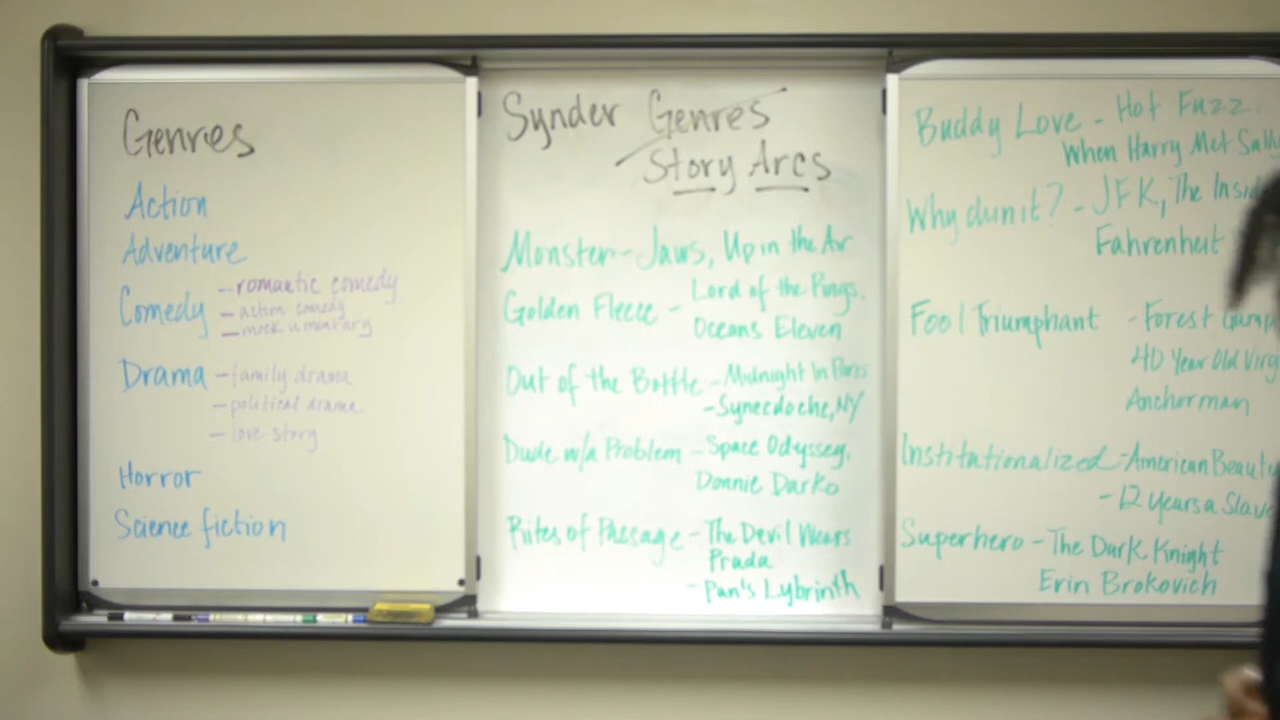 Genres
Action
Adventure
Comedy - romantic comedy
- action comedy
- mockumentary
Drama - family drama
- political drama
- love story
Horror
Science fiction
Synder Genres
Story Arcs
Monster - Jaws, Up in the Air
Golden Fleece - Lord of the Rings,
Oceans Eleven
Out of the Bottle - Midnight In Paris
- Synecdoche, NY
Dude w/a Problem - Space Odyssey,
Donnie Darko
Rites of Passage - The Devil Wears
Prada
- Pan's Lybrinth
Buddy Love - Hot Fuzz
When Harry Met Sally
Why dunit? - JFK, The Insid
Fahrenheit
Fool Triumphant - Forest Gump
40 Year Old Virg
Anchorman
Institutionalized - American Beaut
- 12 Years a Slave
Superhero - The Dark Knight
Erin Brokovich